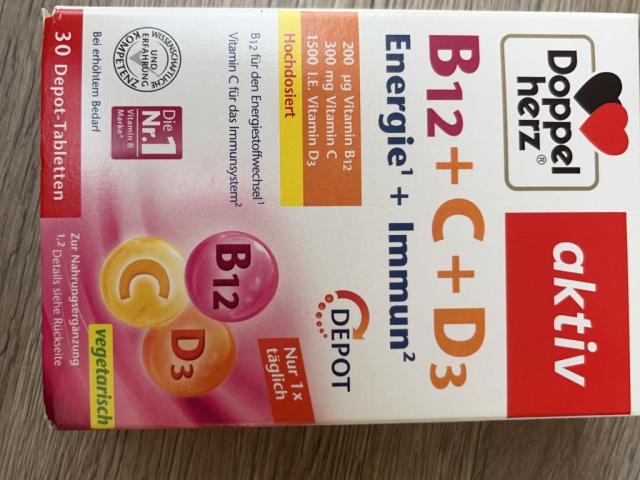 Doppel
herz®
aktiv
B12 + C + D3
Energie¹ + Immun²
200 µg Vitamin B12
300 mg Vitamin C
1500 I.E. Vitamin D3
Hochdosiert
DEPOT
B12 für den Energiestoffwechsel¹
Vitamin C für das Immunsystem²
Nur 1x
täglich
WISSENSCHAFTLICHE
UND
ERFAHRUNG
KOMPETENZ
Die
Nr.1
Vitamin B
Marke*
B12
C
D3
Bei erhöhtem Bedarf
vegetarisch
30 Depot-Tabletten
Zur Nahrungsergänzung
1,2 Details siehe Rückseite